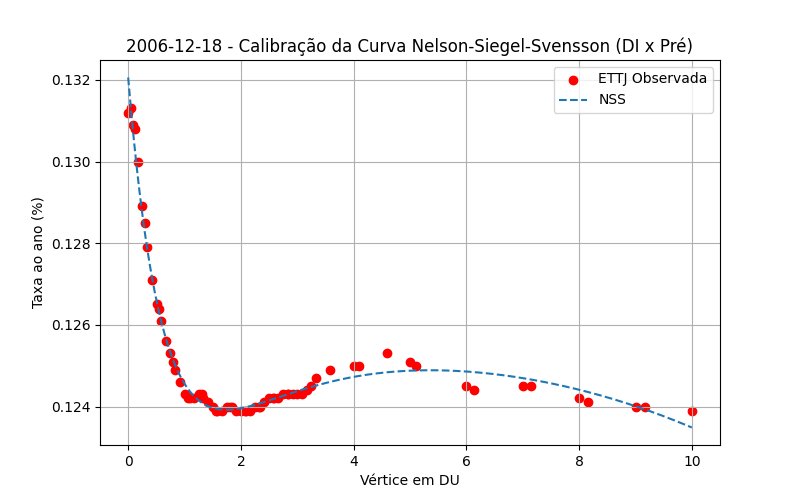 2006-12-18 - Calibração da Curva Nelson-Siegel-Svensson (DI x Pré)
ETTJ Observada
NSS
Taxa ao ano (%)
0.132
0.130
0.128
0.126
0.124
0 2 4 6 8 10
Vértice em DU